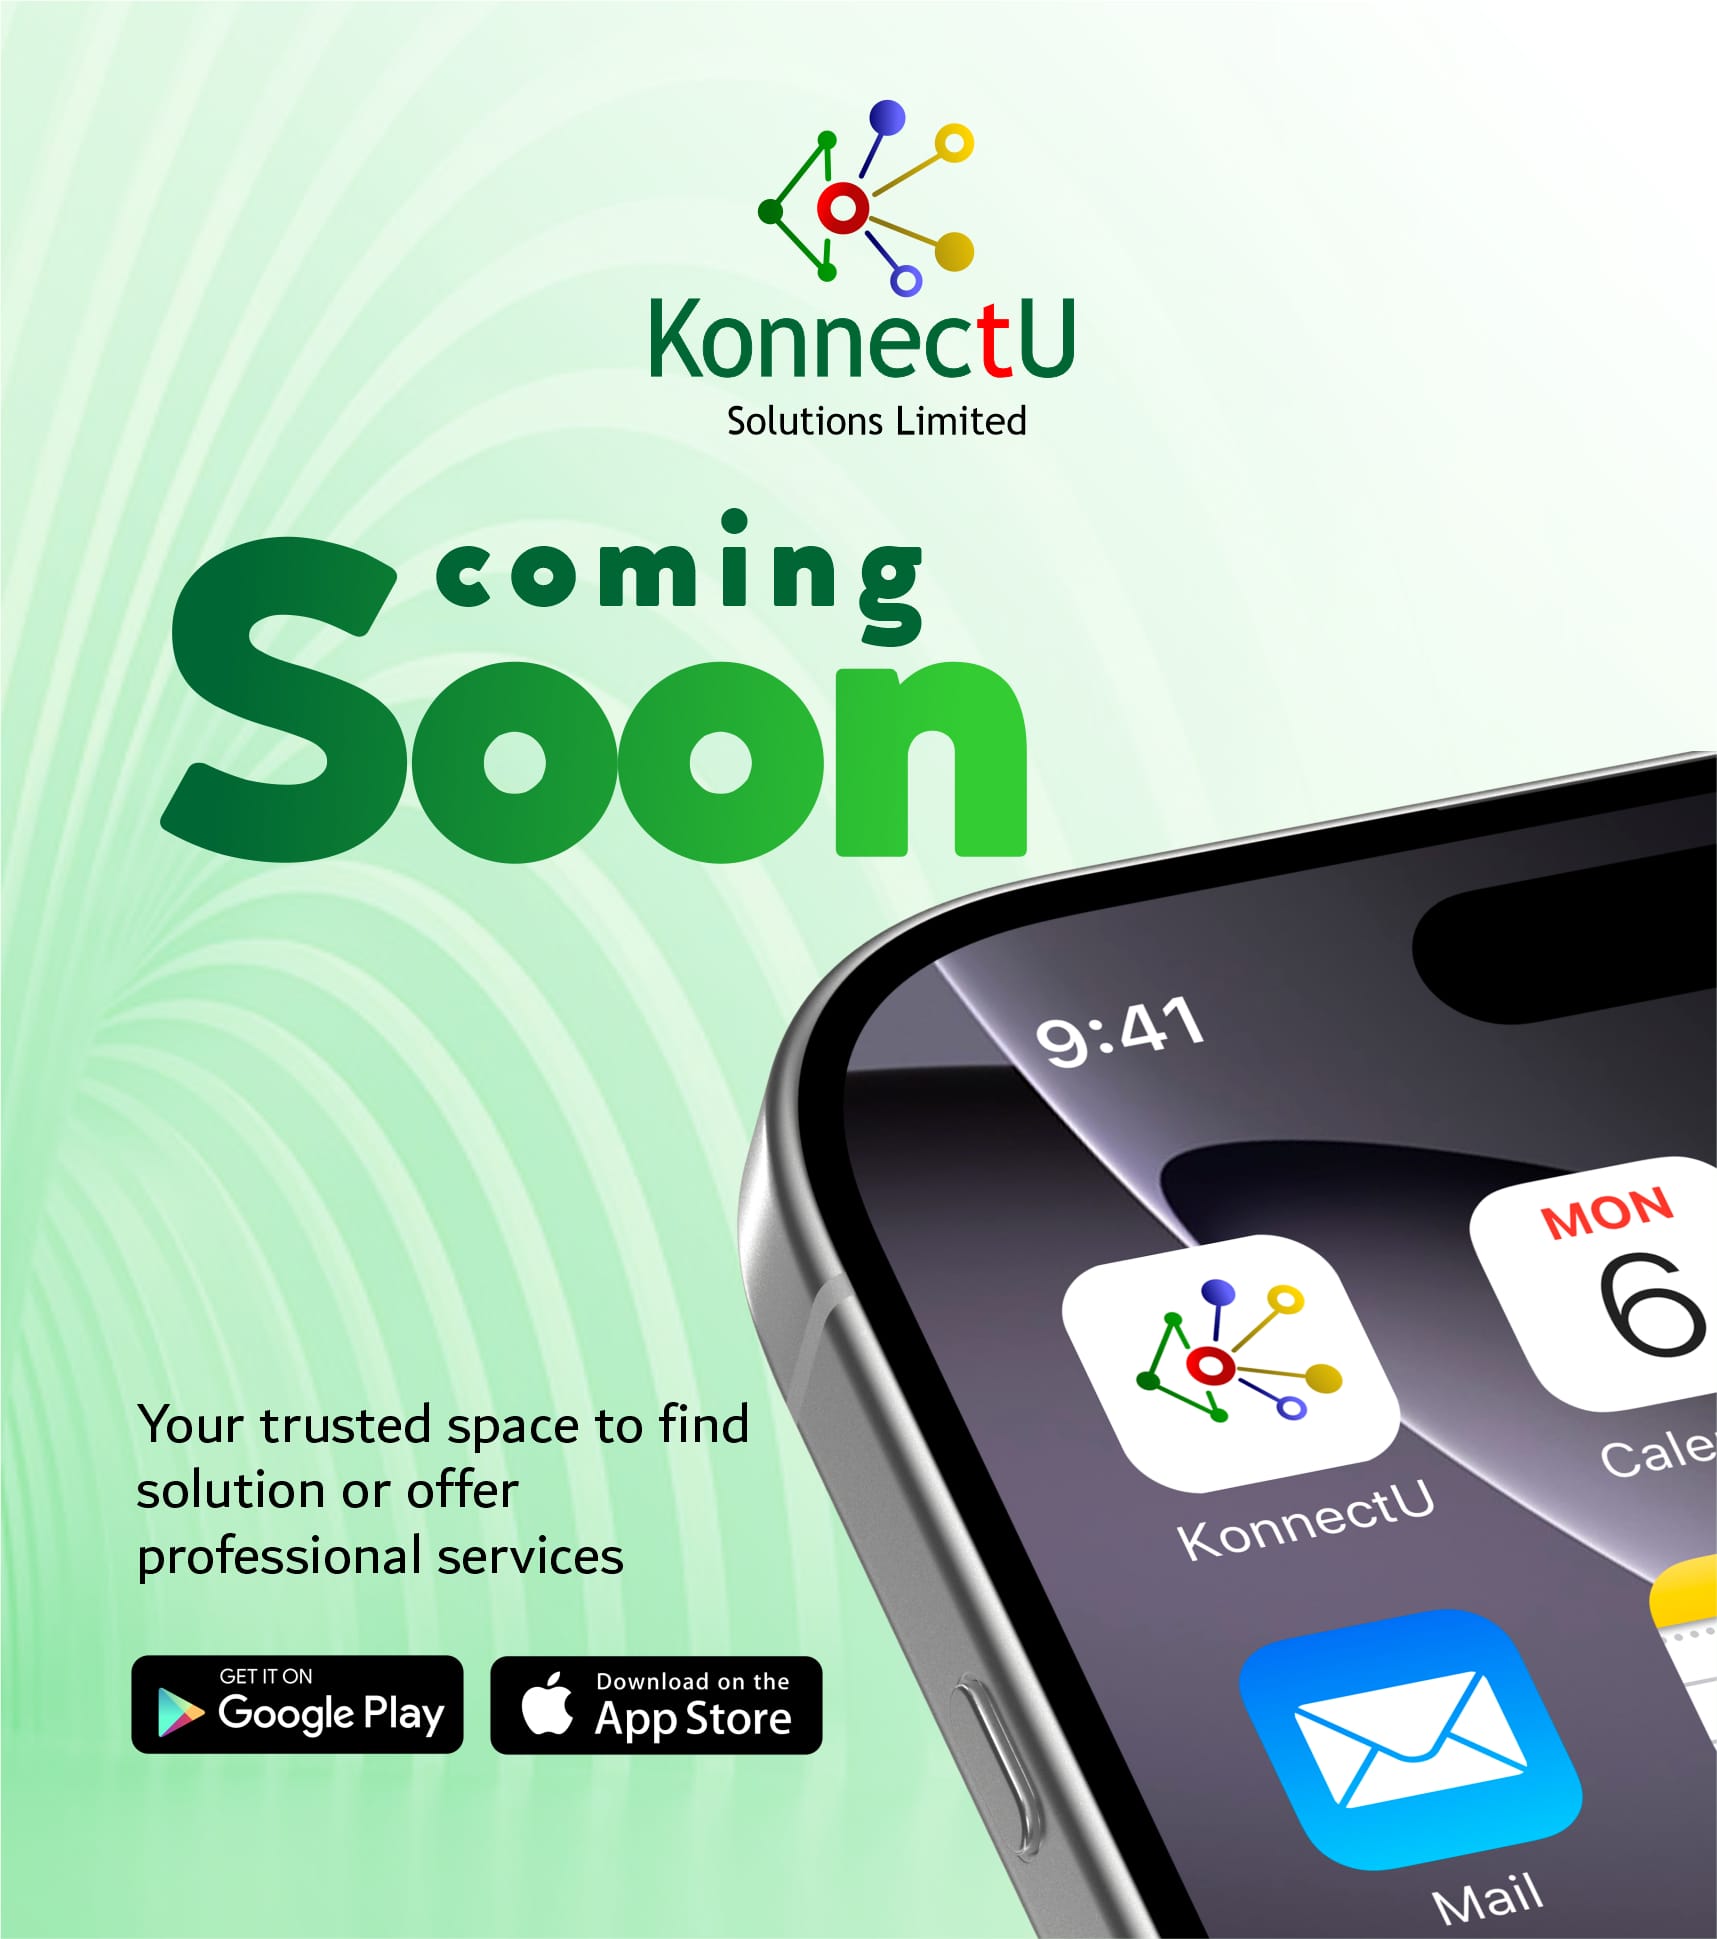 KonnectU
Solutions Limited
coming
Soon
9:41
MON
6
KonnectU
Mail
Your trusted space to find
solution or offer
professional services
GET IT ON
Google Play
Download on the
App Store